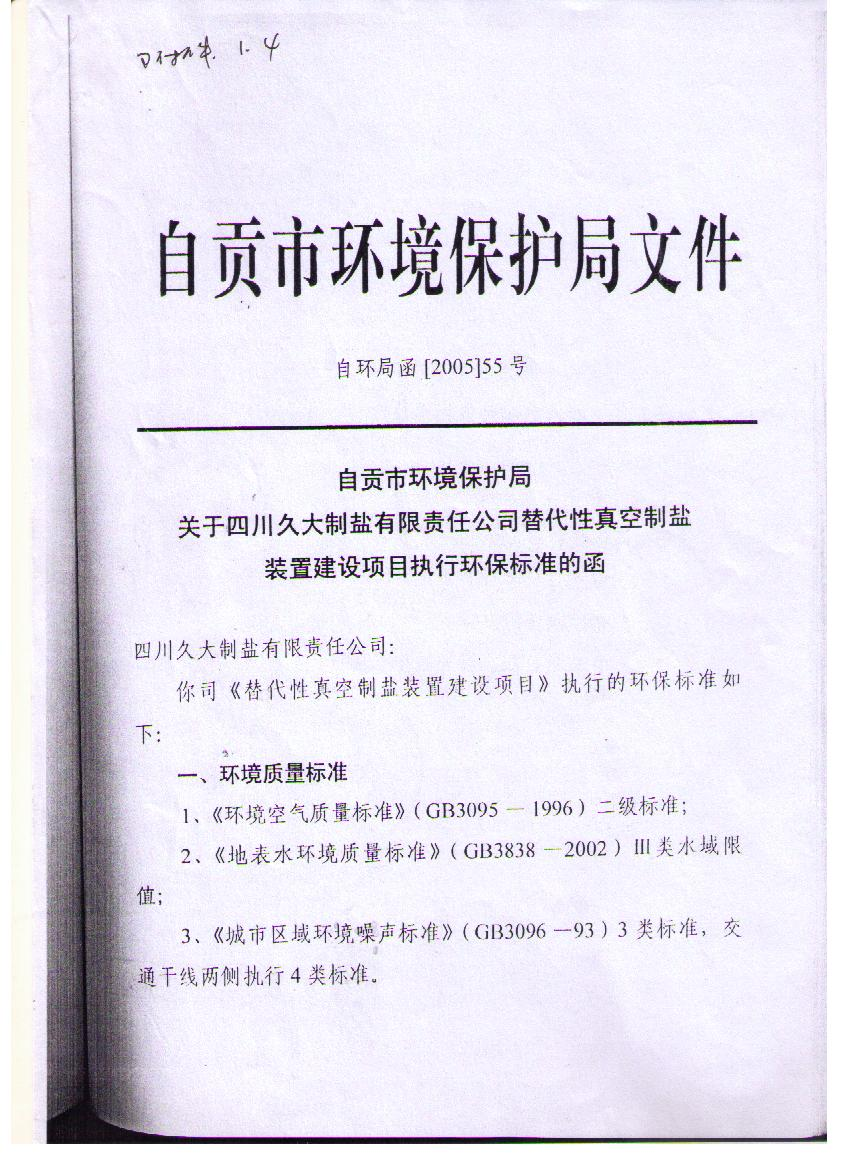 1. 4
自贡市环境保护局文件
自环局函[2005]55号
自贡市环境保护局
关于四川久大制盐有限责任公司替代性真空制盐
装置建设项目执行环保标准的函
四川久大制盐有限责任公司:
你司《替代性真空制盐装置建设项目》执行的环保标准如
下:
一、环境质量标准
1、《环境空气质量标准》(GB3095－1996)二级标准;
2、《地表水环境质量标准》(GB3838－2002)Ⅲ类水域限
值;
3、《城市区域环境噪声标准》(GB3096－93)3类标准，交
通干线两侧执行4类标准。